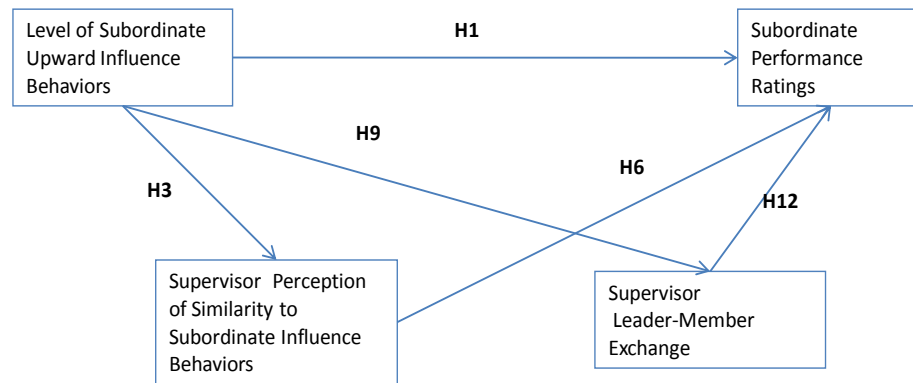 Level of Subordinate
Upward Influence
Behaviors
H1
Subordinate
Performance
Ratings
H9
H6
H3
H12
Supervisor Perception
of Similarity to
Subordinate Influence
Behaviors
Supervisor
Leader-Member
Exchange